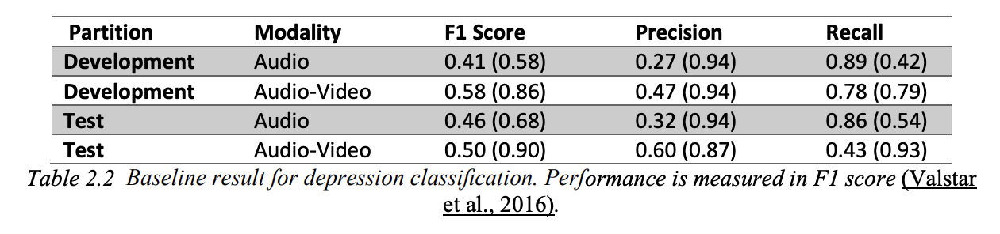 Partition Modality F1 Score Precision Recall
Development Audio 0.41 (0.58) 0.27 (0.94) 0.89 (0.42)
Development Audio-Video 0.58 (0.86) 0.47 (0.94) 0.78 (0.79)
Test Audio 0.46 (0.68) 0.32 (0.94) 0.86 (0.54)
Test Audio-Video 0.50 (0.90) 0.60 (0.87) 0.43 (0.93)
Table 2.2 Baseline result for depression classification. Performance is measured in F1 score (Valstar
et al., 2016).